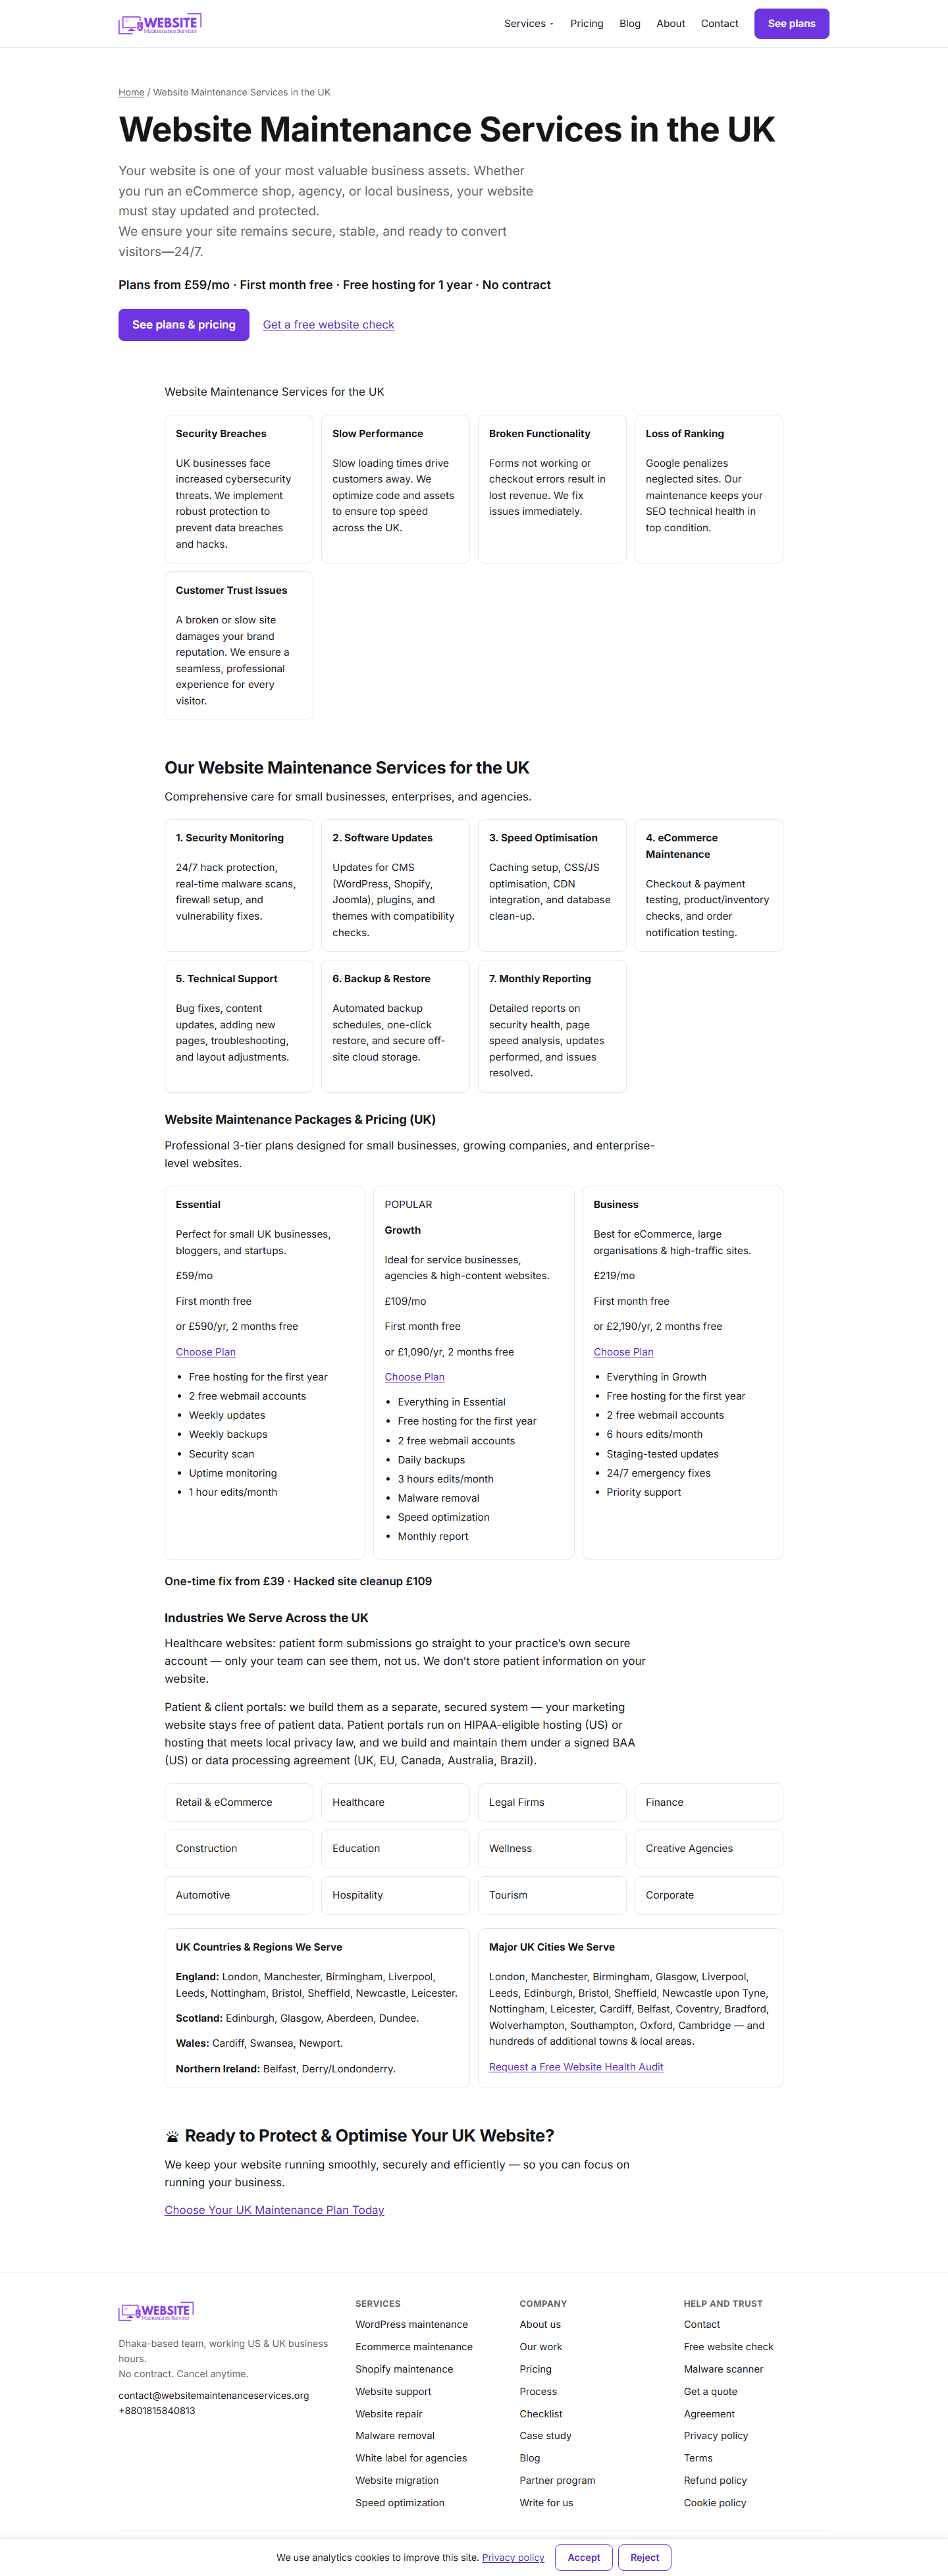 WEBSITE
Maintenance Services
Services
Pricing
Blog
About
Contact
See plans
Home / Website Maintenance Services in the UK
Website Maintenance Services in the UK
Your website is one of your most valuable business assets. Whether
you run an eCommerce shop, agency, or local business, your website
must stay updated and protected.
We ensure your site remains secure, stable, and ready to convert
visitors—24/7.
Plans from £59/mo · First month free · Free hosting for 1 year · No contract
See plans & pricing
Get a free website check
Website Maintenance Services for the UK
Security Breaches
UK businesses face
increased cybersecurity
threats. We implement
robust protection to
prevent data breaches
and hacks.
Slow Performance
Slow loading times drive
customers away. We
optimize code and assets
to ensure top speed
across the UK.
Broken Functionality
Forms not working or
checkout errors result in
lost revenue. We fix
issues immediately.
Loss of Ranking
Google penalizes
neglected sites. Our
maintenance keeps your
SEO technical health in
top condition.
Customer Trust Issues
A broken or slow site
damages your brand
reputation. We ensure a
seamless, professional
experience for every
visitor.
Our Website Maintenance Services for the UK
Comprehensive care for small businesses, enterprises, and agencies.
1. Security Monitoring
24/7 hack protection,
real-time malware scans,
firewall setup, and
vulnerability fixes.
2. Software Updates
Updates for CMS
(WordPress, Shopify,
Joomla), plugins, and
themes with compatibility
checks.
3. Speed Optimisation
Caching setup, CSS/JS
optimisation, CDN
integration, and database
clean-up.
4. eCommerce
Maintenance
Checkout & payment
testing, product/inventory
checks, and order
notification testing.
5. Technical Support
Bug fixes, content
updates, adding new
pages, troubleshooting,
and layout adjustments.
6. Backup & Restore
Automated backup
schedules, one-click
restore, and secure off-
site cloud storage.
7. Monthly Reporting
Detailed reports on
security health, page
speed analysis, updates
performed, and issues
resolved.
Website Maintenance Packages & Pricing (UK)
Professional 3-tier plans designed for small businesses, growing companies, and enterprise-
level websites.
Essential
Perfect for small UK businesses,
bloggers, and startups.
£59/mo
First month free
or £590/yr, 2 months free
Choose Plan
• Free hosting for the first year
• 2 free webmail accounts
• Weekly updates
• Weekly backups
• Security scan
• Uptime monitoring
• 1 hour edits/month
POPULAR
Growth
Ideal for service businesses,
agencies & high-content websites.
£109/mo
First month free
or £1,090/yr, 2 months free
Choose Plan
• Everything in Essential
• Free hosting for the first year
• 2 free webmail accounts
• Daily backups
• 3 hours edits/month
• Malware removal
• Speed optimization
• Monthly report
Business
Best for eCommerce, large
organisations & high-traffic sites.
£219/mo
First month free
or £2,190/yr, 2 months free
Choose Plan
• Everything in Growth
• Free hosting for the first year
• 2 free webmail accounts
• 6 hours edits/month
• Staging-tested updates
• 24/7 emergency fixes
• Priority support
One-time fix from £39 · Hacked site cleanup £109
Industries We Serve Across the UK
Healthcare websites: patient form submissions go straight to your practice's own secure
account — only your team can see them, not us. We don't store patient information on your
website.
Patient & client portals: we build them as a separate, secured system — your marketing
website stays free of patient data. Patient portals run on HIPAA-eligible hosting (US) or
hosting that meets local privacy law, and we build and maintain them under a signed BAA
(US) or data processing agreement (UK, EU, Canada, Australia, Brazil).
Retail & eCommerce
Healthcare
Legal Firms
Finance
Construction
Education
Wellness
Creative Agencies
Automotive
Hospitality
Tourism
Corporate
UK Countries & Regions We Serve
England: London, Manchester, Birmingham, Liverpool,
Leeds, Nottingham, Bristol, Sheffield, Newcastle, Leicester.
Scotland: Edinburgh, Glasgow, Aberdeen, Dundee.
Wales: Cardiff, Swansea, Newport.
Northern Ireland: Belfast, Derry/Londonderry.
Major UK Cities We Serve
London, Manchester, Birmingham, Glasgow, Liverpool,
Leeds, Edinburgh, Bristol, Sheffield, Newcastle upon Tyne,
Nottingham, Leicester, Cardiff, Belfast, Coventry, Bradford,
Wolverhampton, Southampton, Oxford, Cambridge — and
hundreds of additional towns & local areas.
Request a Free Website Health Audit
Ready to Protect & Optimise Your UK Website?
We keep your website running smoothly, securely and efficiently — so you can focus on
running your business.
Choose Your UK Maintenance Plan Today
WEBSITE
Maintenance Services
Dhaka-based team, working US & UK business
hours.
No contract. Cancel anytime.
contact@websitemaintenanceservices.org
+8801815840813
SERVICES
WordPress maintenance
Ecommerce maintenance
Shopify maintenance
Website support
Website repair
Malware removal
White label for agencies
Website migration
Speed optimization
COMPANY
About us
Our work
Pricing
Process
Checklist
Case study
Blog
Partner program
Write for us
HELP AND TRUST
Contact
Free website check
Malware scanner
Get a quote
Agreement
Privacy policy
Terms
Refund policy
Cookie policy
We use analytics cookies to improve this site. Privacy policy
Accept
Reject